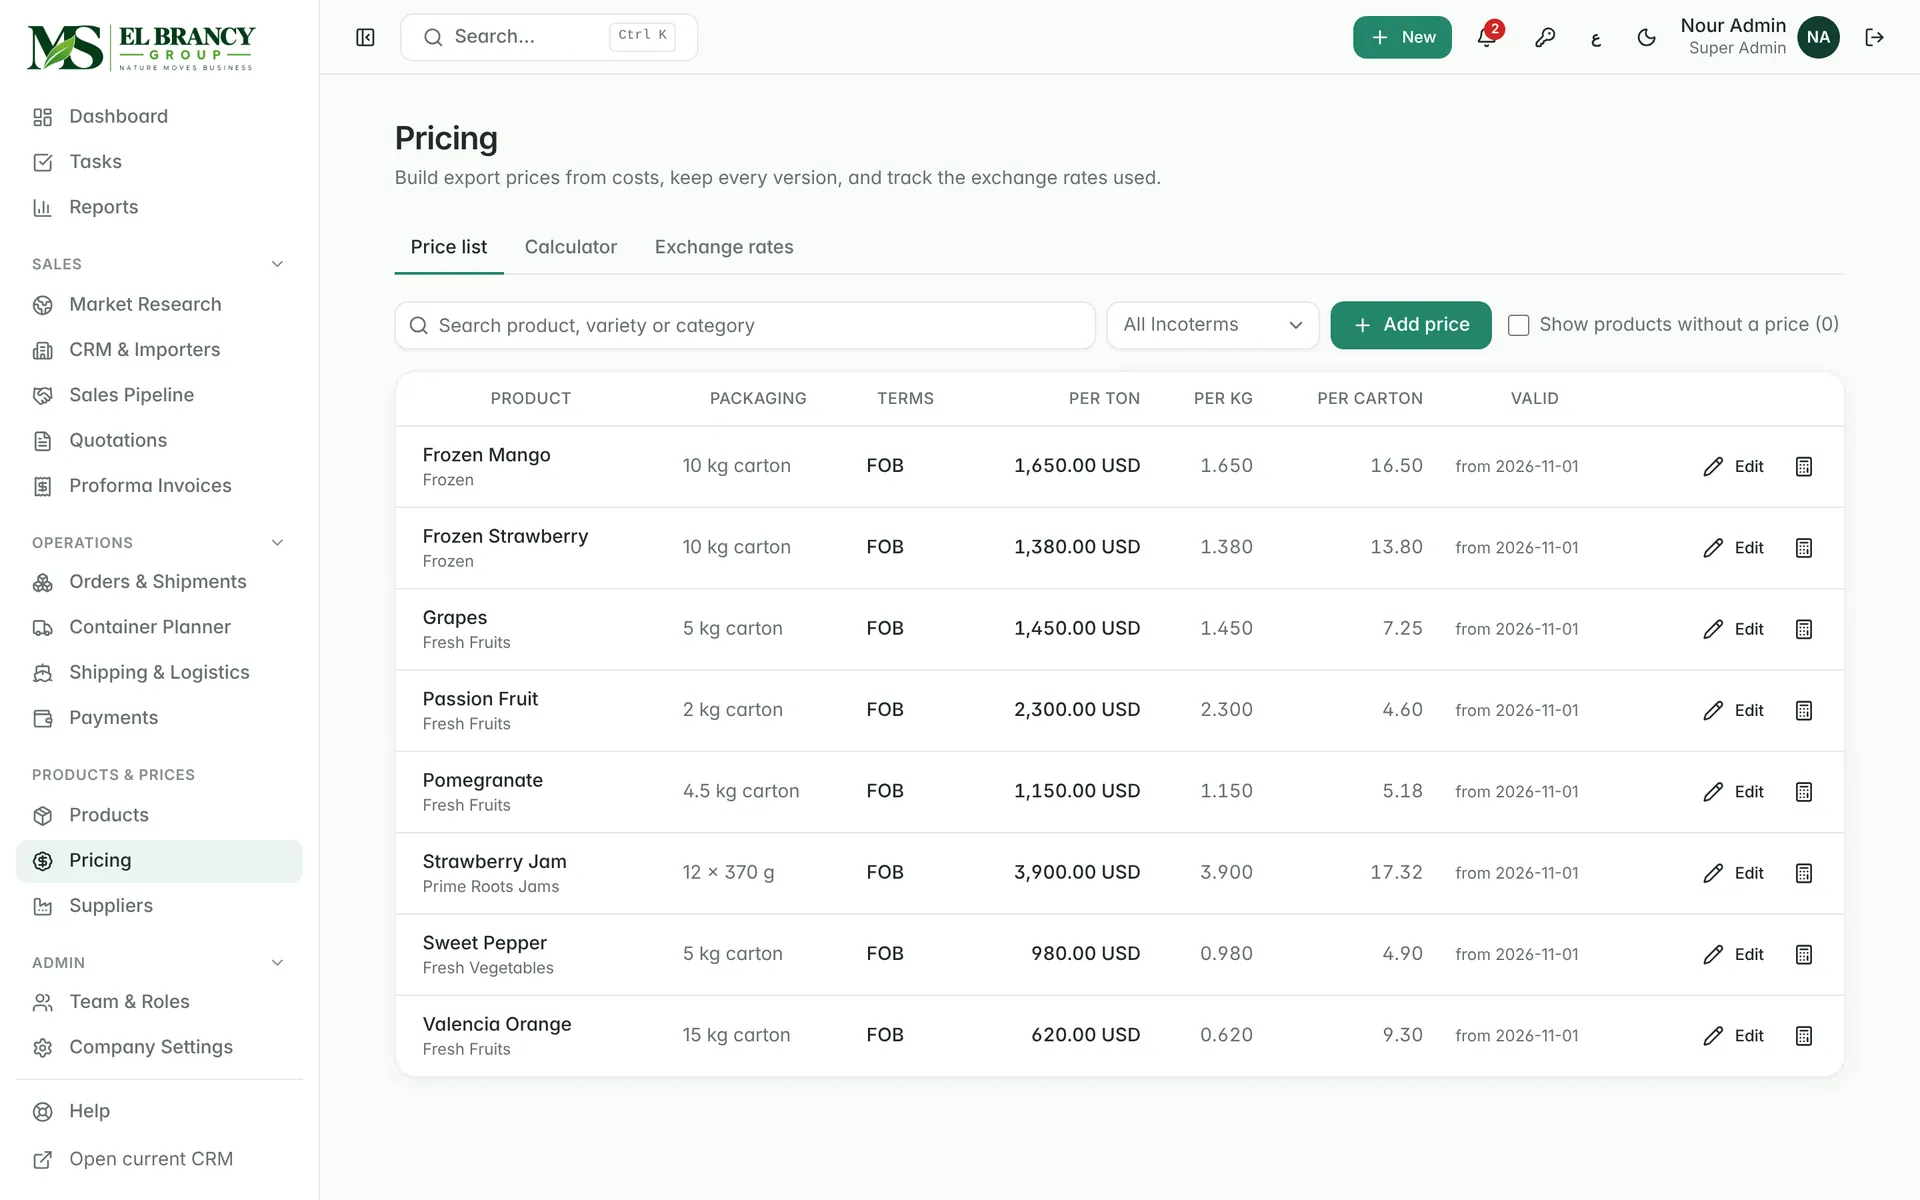 MS EL BRANCY
GROUP
NATURE MOVES BUSINESS
Dashboard
Tasks
Reports
SALES
Market Research
CRM & Importers
Sales Pipeline
Quotations
Proforma Invoices
OPERATIONS
Orders & Shipments
Container Planner
Shipping & Logistics
Payments
PRODUCTS & PRICES
Products
Pricing
Suppliers
ADMIN
Team & Roles
Company Settings
Help
Open current CRM
Search... Ctrl K
New
2
ع
Nour Admin
Super Admin
NA
Pricing
Build export prices from costs, keep every version, and track the exchange rates used.
Price list Calculator Exchange rates
Search product, variety or category All Incoterms Add price Show products without a price (0)
PRODUCT PACKAGING TERMS PER TON PER KG PER CARTON VALID
Frozen Mango 10 kg carton FOB 1,650.00 USD 1.650 16.50 from 2026-11-01 Edit
Frozen
Frozen Strawberry 10 kg carton FOB 1,380.00 USD 1.380 13.80 from 2026-11-01 Edit
Frozen
Grapes 5 kg carton FOB 1,450.00 USD 1.450 7.25 from 2026-11-01 Edit
Fresh Fruits
Passion Fruit 2 kg carton FOB 2,300.00 USD 2.300 4.60 from 2026-11-01 Edit
Fresh Fruits
Pomegranate 4.5 kg carton FOB 1,150.00 USD 1.150 5.18 from 2026-11-01 Edit
Fresh Fruits
Strawberry Jam 12 × 370 g FOB 3,900.00 USD 3.900 17.32 from 2026-11-01 Edit
Prime Roots Jams
Sweet Pepper 5 kg carton FOB 980.00 USD 0.980 4.90 from 2026-11-01 Edit
Fresh Vegetables
Valencia Orange 15 kg carton FOB 620.00 USD 0.620 9.30 from 2026-11-01 Edit
Fresh Fruits